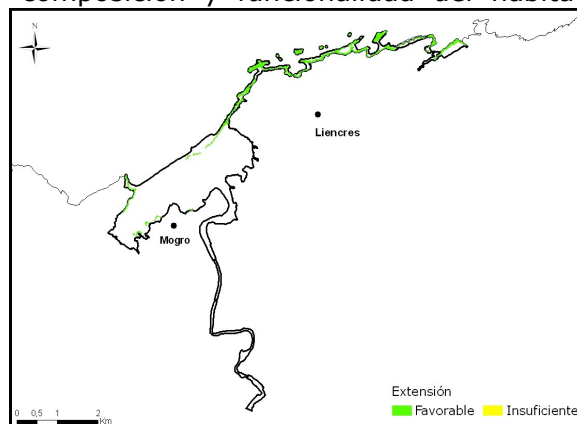 composición y funcionalidad del hábita
N
Liencres
Mogro
0 0,5 1 2
Km
Extensión
Favorable Insuficiente